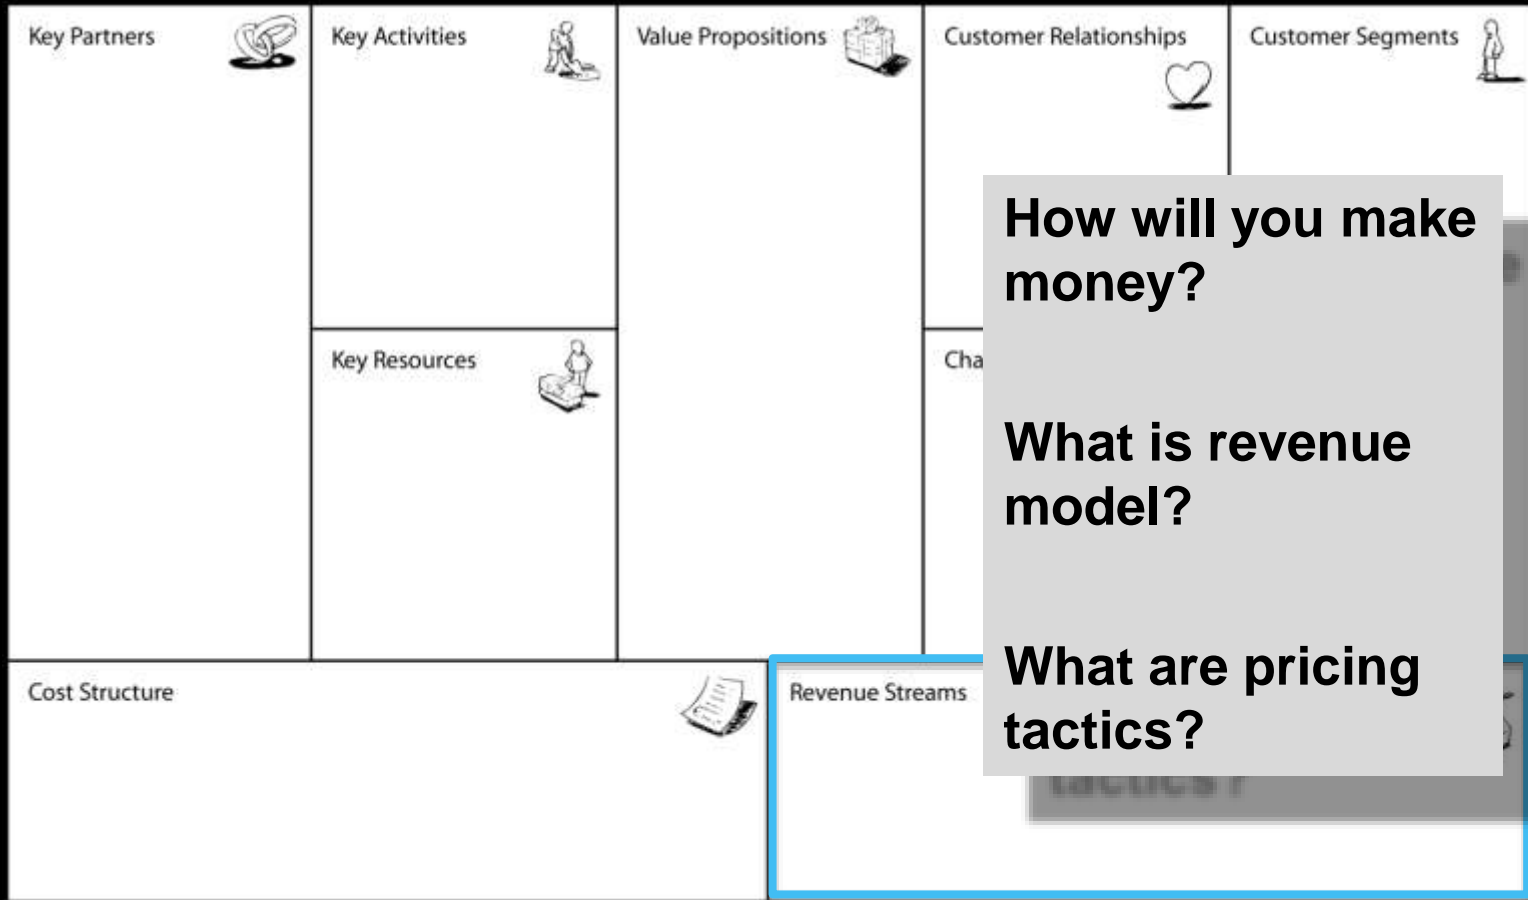 Key Partners
Key Activities
Value Propositions
Customer Relationships
Customer Segments
How will you make
money?
Key Resources
Cha
What is revenue
model?
What are pricing
tactics?
Cost Structure
Revenue Streams